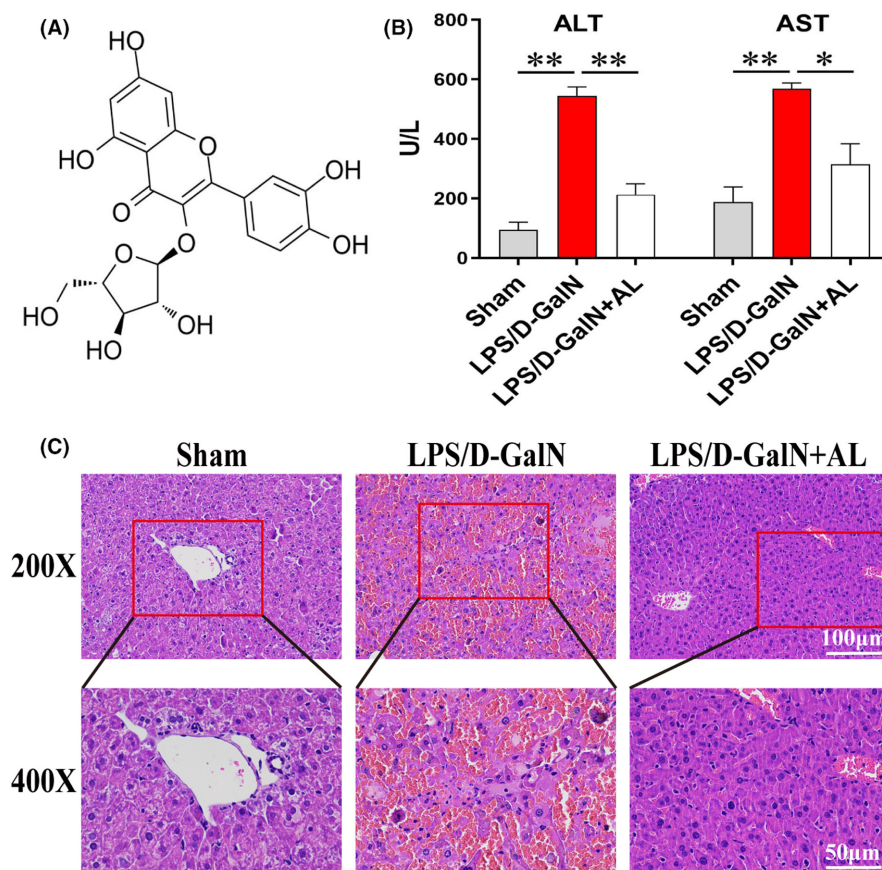 (A)
HO
O
OH
HO
O
OH
O
O
HO
OH
HO
(B)
ALT
AST
** ** ** *
800
600
400
200
0
U/L
Sham
LPS/D-GalN
LPS/D-GalN+AL
Sham
LPS/D-GalN
LPS/D-GalN+AL
(C)
Sham
LPS/D-GalN
LPS/D-GalN+AL
200X
100μm
400X
50μm